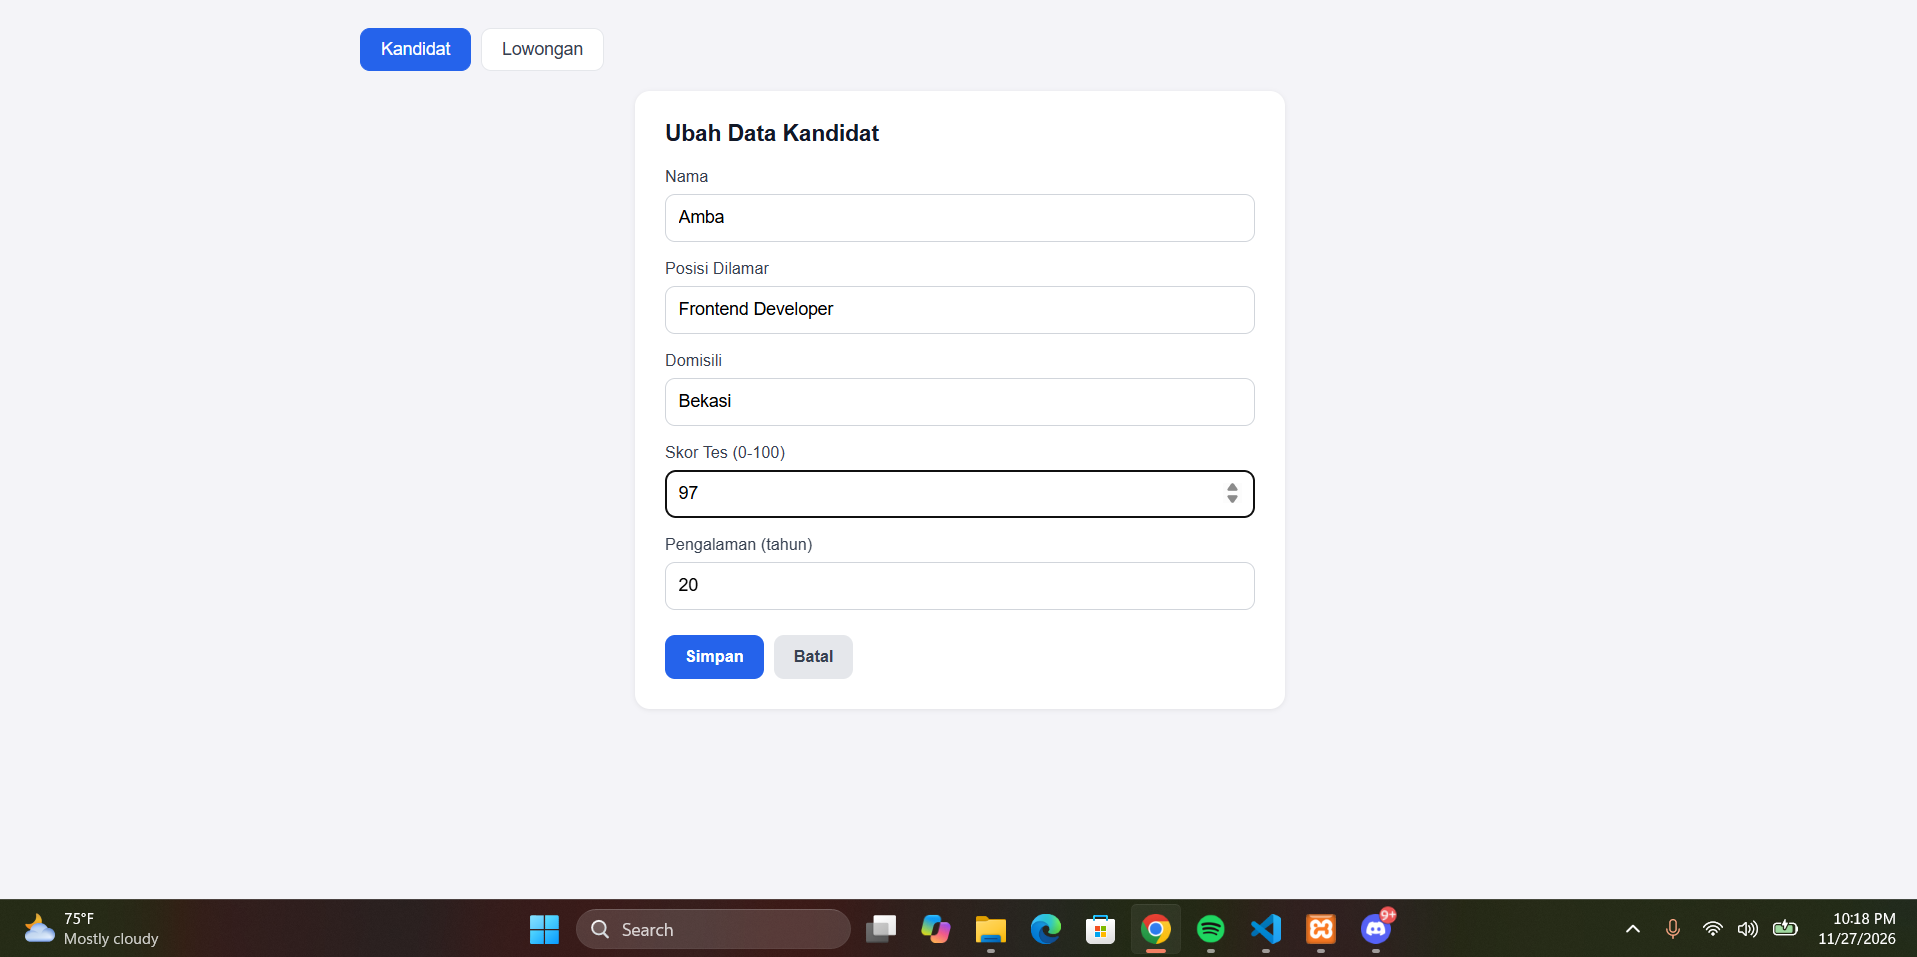 Kandidat
Lowongan
Ubah Data Kandidat
Nama
Amba
Posisi Dilamar
Frontend Developer
Domisili
Bekasi
Skor Tes (0-100)
97
Pengalaman (tahun)
20
Simpan
Batal
75°F
Mostly cloudy
Search
9+
10:18 PM
11/27/2026